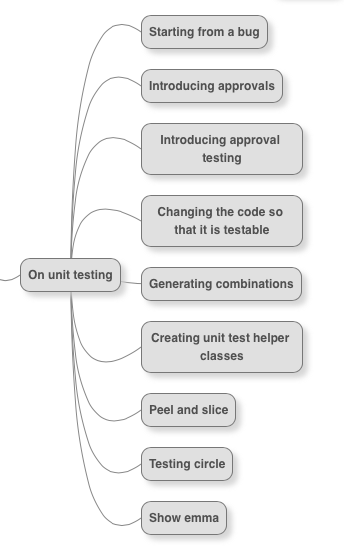 Starting from a bug
Introducing approvals
Introducing approval
testing
Changing the code so
that it is testable
On unit testing
Generating combinations
Creating unit test helper
classes
Peel and slice
Testing circle
Show emma